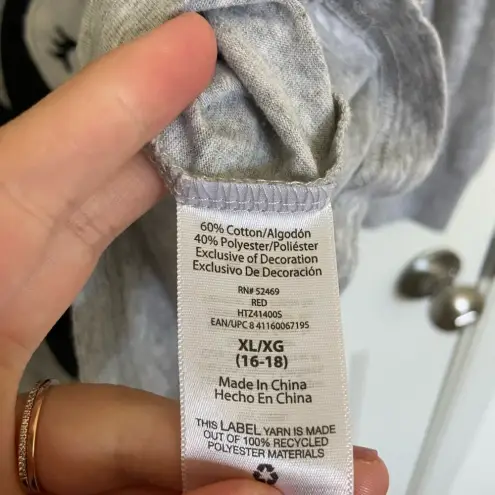 60% Cotton/Algodón
40% Polyester/Poliéster
Exclusive of Decoration
Exclusivo De Decoración
RN# 52469
RED
HTZ41400S
EAN/UPC 8 41160067195
XL/XG
(16-18)
Made In China
Hecho En China
THIS LABEL YARN IS MADE
OUT OF 100% RECYCLED
POLYESTER MATERIALS